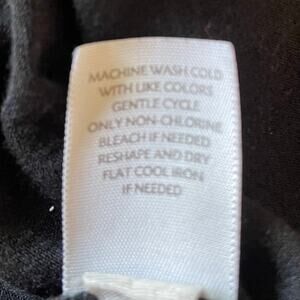 MACHINE WASH COLD
WITH LIKE COLORS
GENTLE CYCLE
ONLY NON-CHLORINE
BLEACH IF NEEDED
RESHAPE AND DRY
FLAT COOL IRON
IF NEEDED